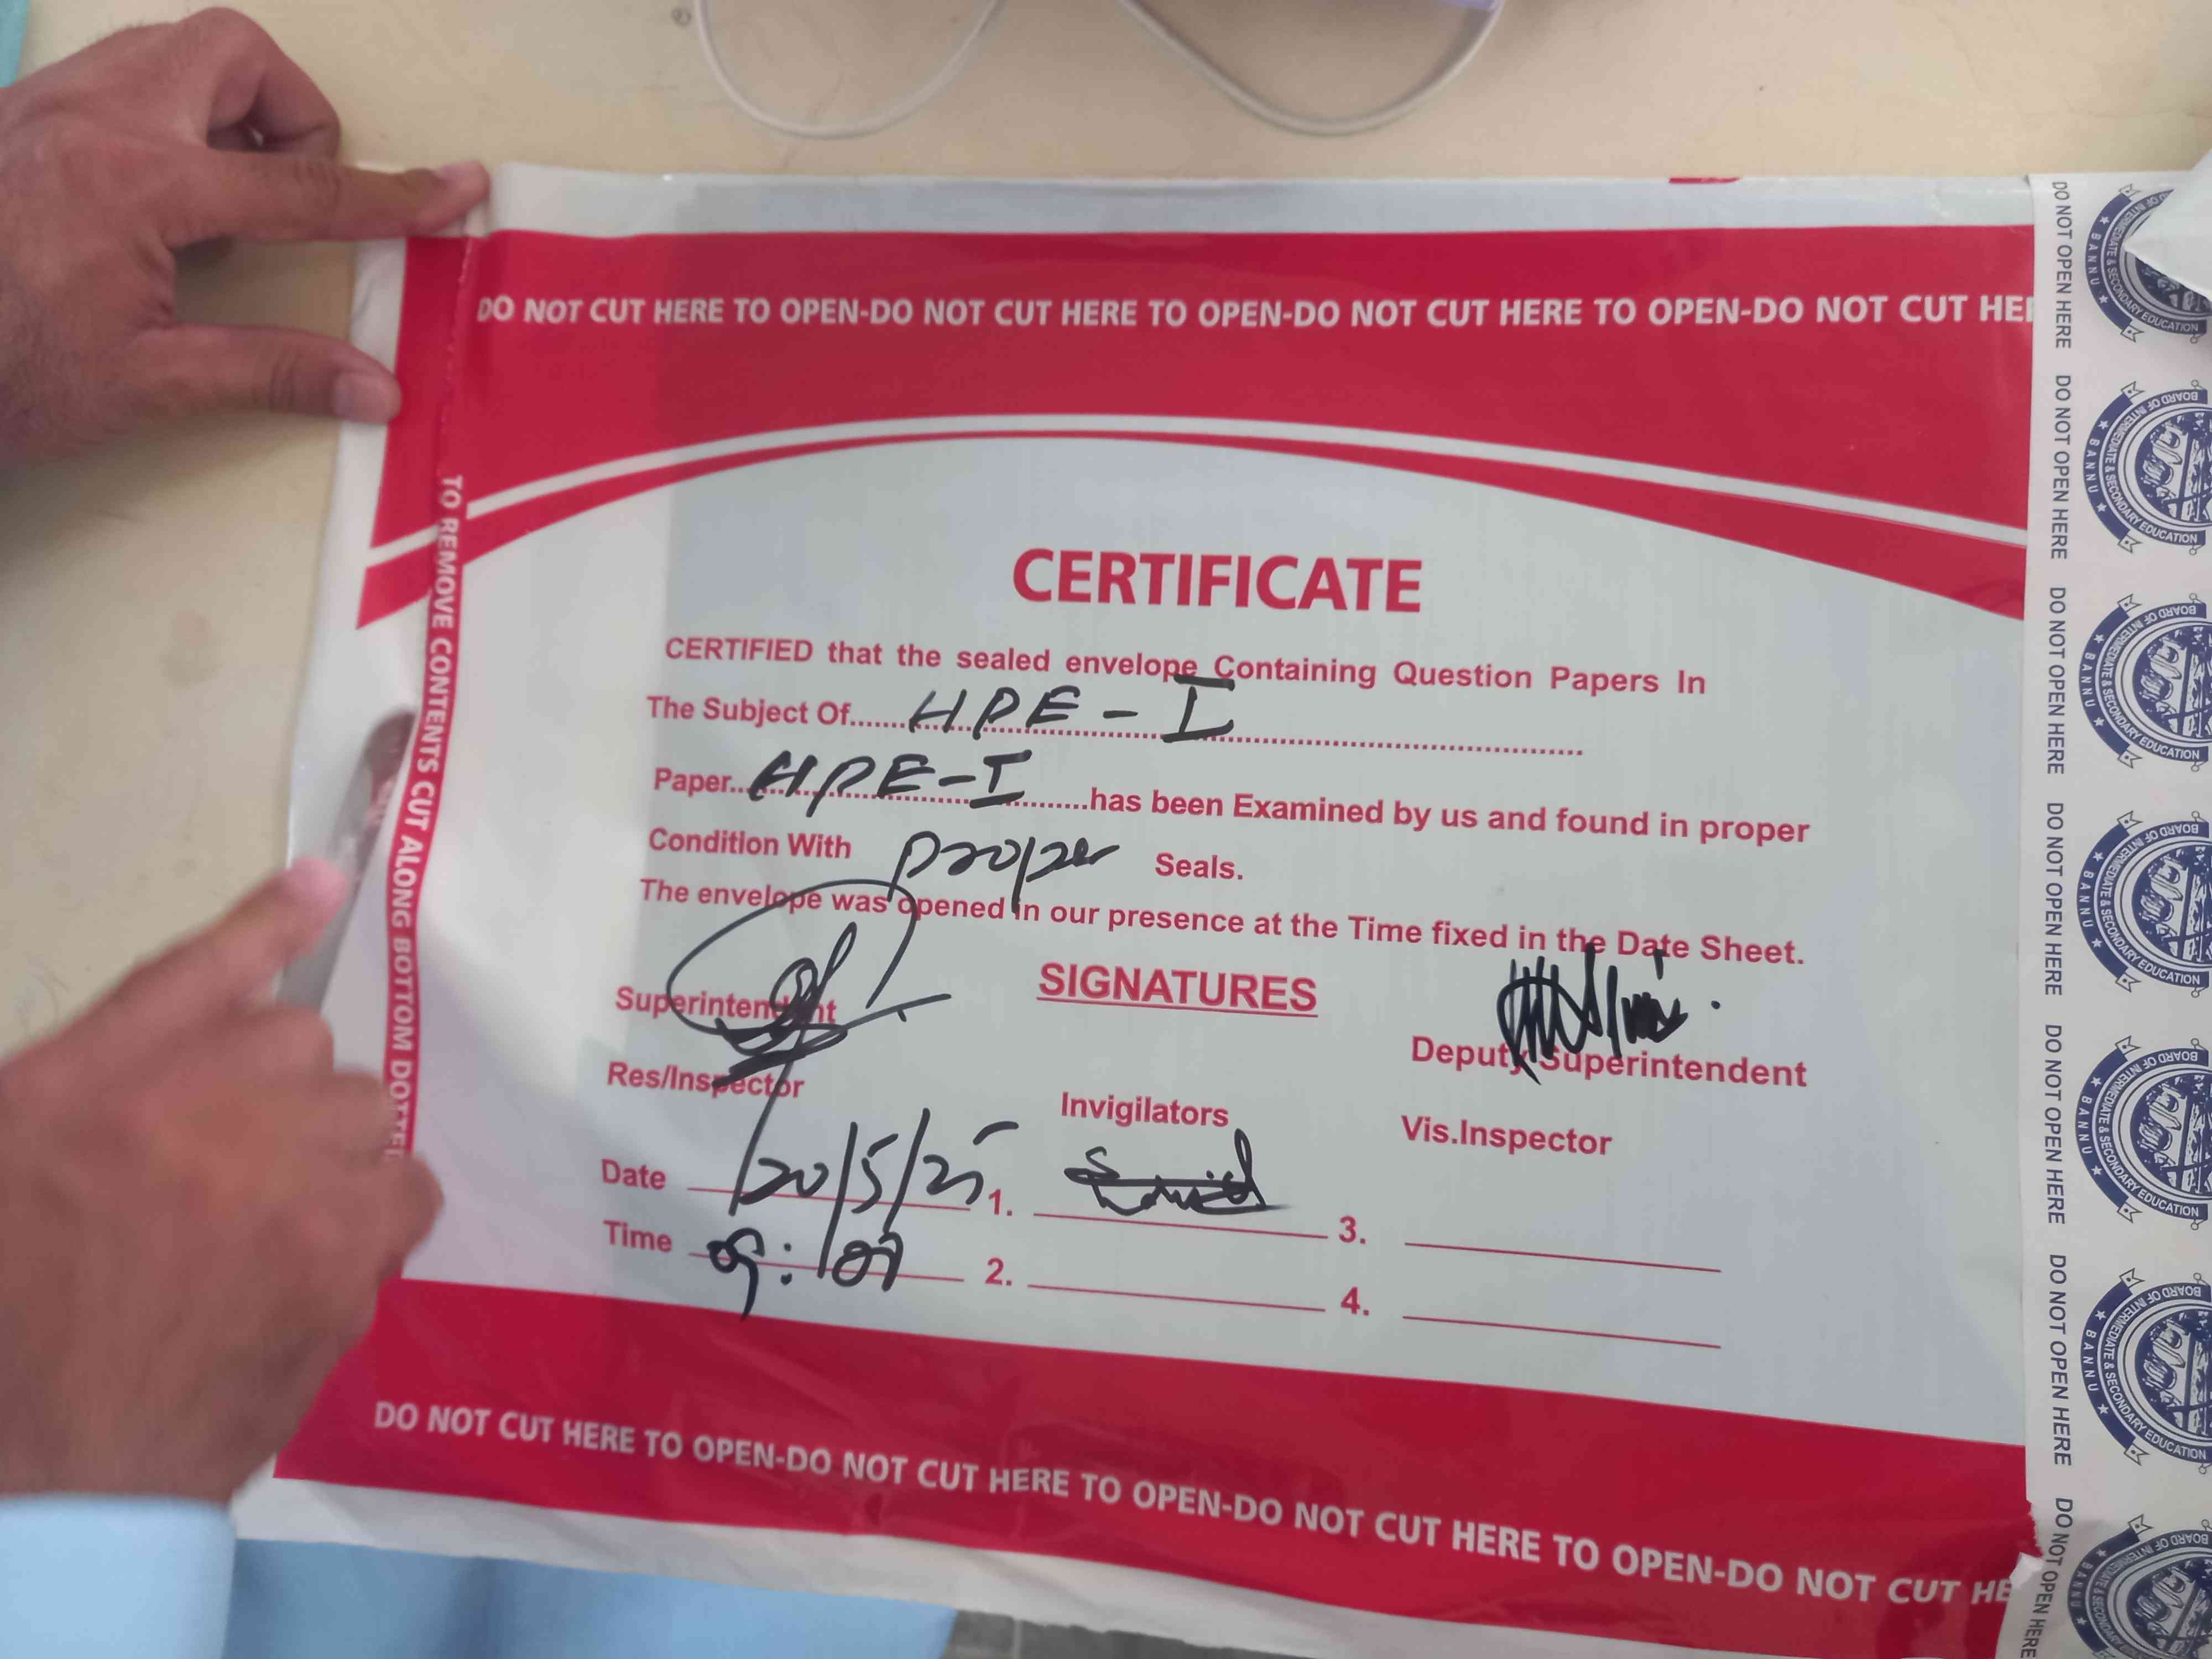 DO NOT CUT HERE TO OPEN-DO NOT CUT HERE TO OPEN-DO NOT CUT HERE TO OPEN-DO NOT CUT HE
TO REMOVE CONTENTS CUT ALONG BOTTOM DOTTE
CERTIFICATE
CERTIFIED that the sealed envelope Containing Question Papers In
The Subject Of.......HPE - I
Paper...HPE-I..........has been Examined by us and found in proper
Condition With proper Seals.
The envelope was opened in our presence at the Time fixed in the Date Sheet.
SIGNATURES
Superintendent
Deputy Superintendent
Res/Inspector
Invigilators
Vis.Inspector
Date 20/5/25 1. 3.
Time 09:07 2. 4.
DO NOT CUT HERE TO OPEN-DO NOT CUT HERE TO OPEN-DO NOT CUT HERE TO OPEN-DO NOT CUT HE
DO NOT OPEN HERE DO NOT OPEN HERE DO NOT OPEN HERE DO NOT OPEN HERE DO NOT OPEN HERE DO NOT OPEN HERE DO NOT OPEN HERE
BOARD OF INTERMEDIATE & SECONDARY EDUCATION
★ BANNU ★